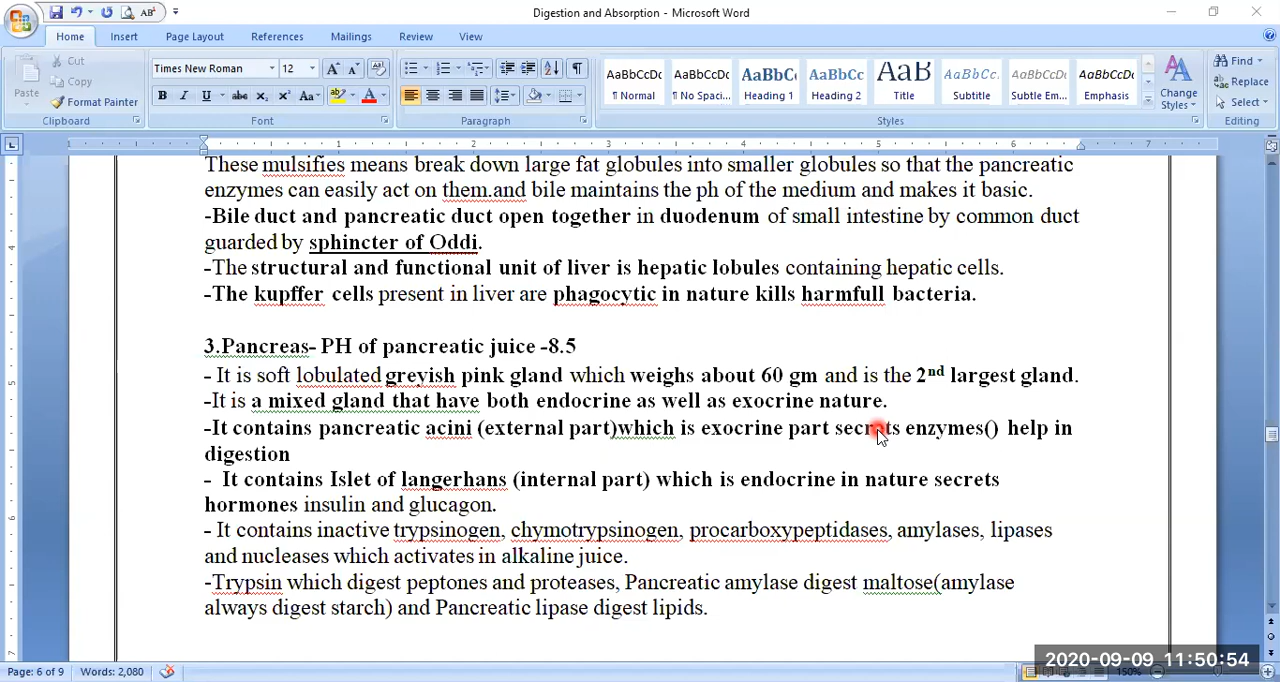 Digestion and Absorption - Microsoft Word
Home Insert Page Layout References Mailings Review View
Cut
Copy
Format Painter
Paste
Clipboard
Times New Roman 12
Font
Paragraph
AaBbCcDc AaBbCcDc AaBbC AaBbCc AaB AaBbCc. AaBbCcDc AaBbCcDc
¶ Normal ¶ No Spaci... Heading 1 Heading 2 Title Subtitle Subtle Em... Emphasis
Change Styles
Styles
Find
Replace
Select
Editing
These mulsifies means break down large fat globules into smaller globules so that the pancreatic
enzymes can easily act on them.and bile maintains the ph of the medium and makes it basic.
-Bile duct and pancreatic duct open together in duodenum of small intestine by common duct
guarded by sphincter of Oddi.
-The structural and functional unit of liver is hepatic lobules containing hepatic cells.
-The kupffer cells present in liver are phagocytic in nature kills harmfull bacteria.
3.Pancreas- PH of pancreatic juice -8.5
- It is soft lobulated greyish pink gland which weighs about 60 gm and is the 2nd largest gland.
-It is a mixed gland that have both endocrine as well as exocrine nature.
-It contains pancreatic acini (external part)which is exocrine part secrets enzymes() help in
digestion
- It contains Islet of langerhans (internal part) which is endocrine in nature secrets
hormones insulin and glucagon.
- It contains inactive trypsinogen, chymotrypsinogen, procarboxypeptidases, amylases, lipases
and nucleases which activates in alkaline juice.
-Trypsin which digest peptones and proteases, Pancreatic amylase digest maltose(amylase
always digest starch) and Pancreatic lipase digest lipids.
Page: 6 of 9 Words: 2,080
2020-09-09 11:50:54
150%